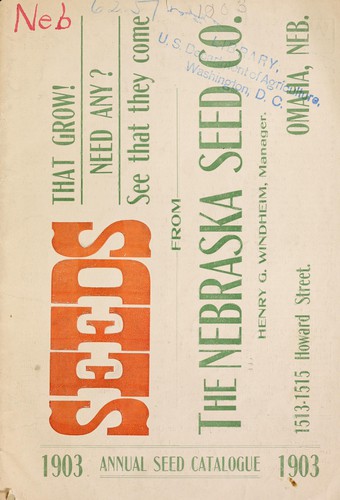 Neb
LIBRARY,
U.S. Department of Agriculture,
Washington, D. C.
SEEDS
THAT GROW!
NEED ANY?
See that they come
FROM
THE NEBRASKA SEED CO.
HENRY G. WINDHEIM, Manager.
1513-1515 Howard Street.
OMAHA, NEB.
1903 ANNUAL SEED CATALOGUE 1903